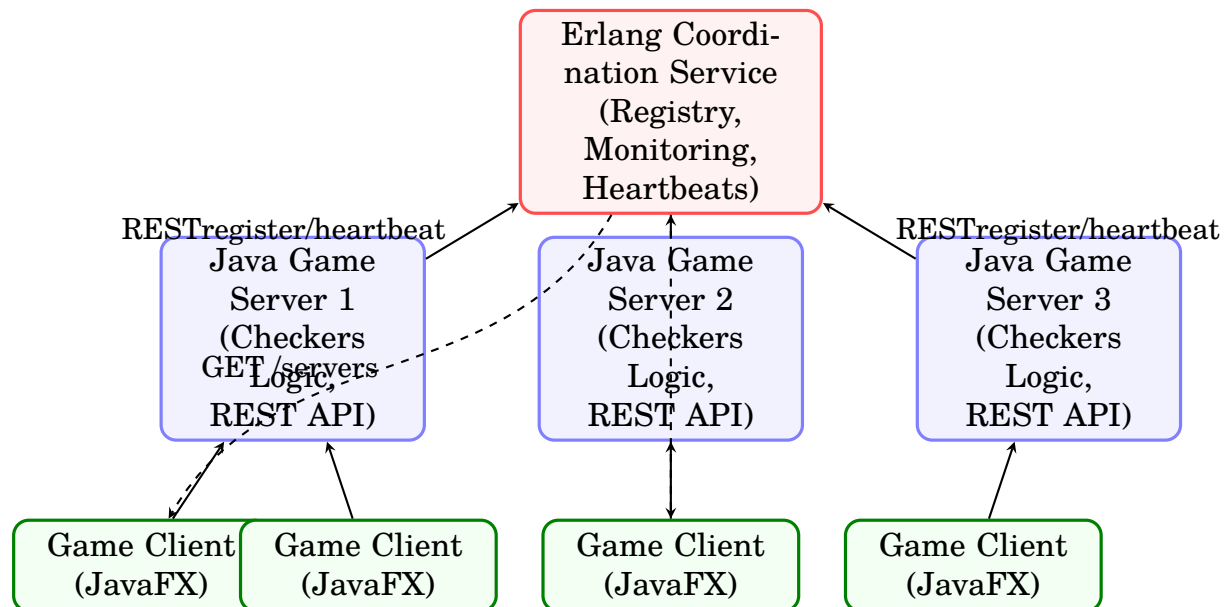 Erlang Coordi-
nation Service
(Registry,
Monitoring,
Heartbeats)
RESTregister/heartbeat
RESTregister/heartbeat
Java Game
Server 1
(Checkers
Logic,
REST API)
GET /servers
Java Game
Server 2
(Checkers
Logic,
REST API)
Java Game
Server 3
(Checkers
Logic,
REST API)
Game Client
(JavaFX)
Game Client
(JavaFX)
Game Client
(JavaFX)
Game Client
(JavaFX)